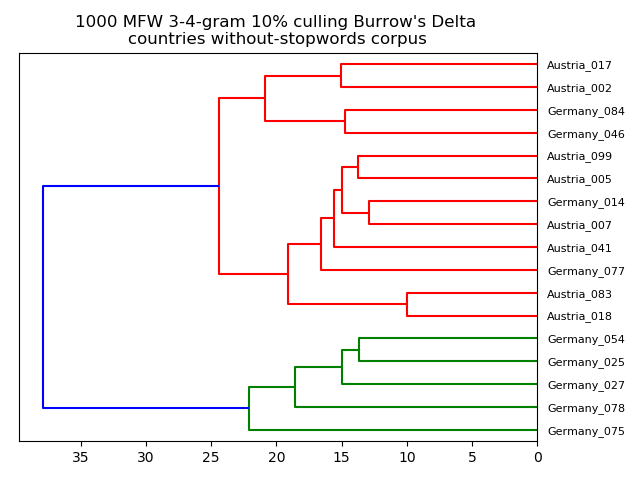 1000 MFW 3-4-gram 10% culling Burrow's Delta
countries without-stopwords corpus
Austria_017
Austria_002
Germany_084
Germany_046
Austria_099
Austria_005
Germany_014
Austria_007
Austria_041
Germany_077
Austria_083
Austria_018
Germany_054
Germany_025
Germany_027
Germany_078
Germany_075
35 30 25 20 15 10 5 0